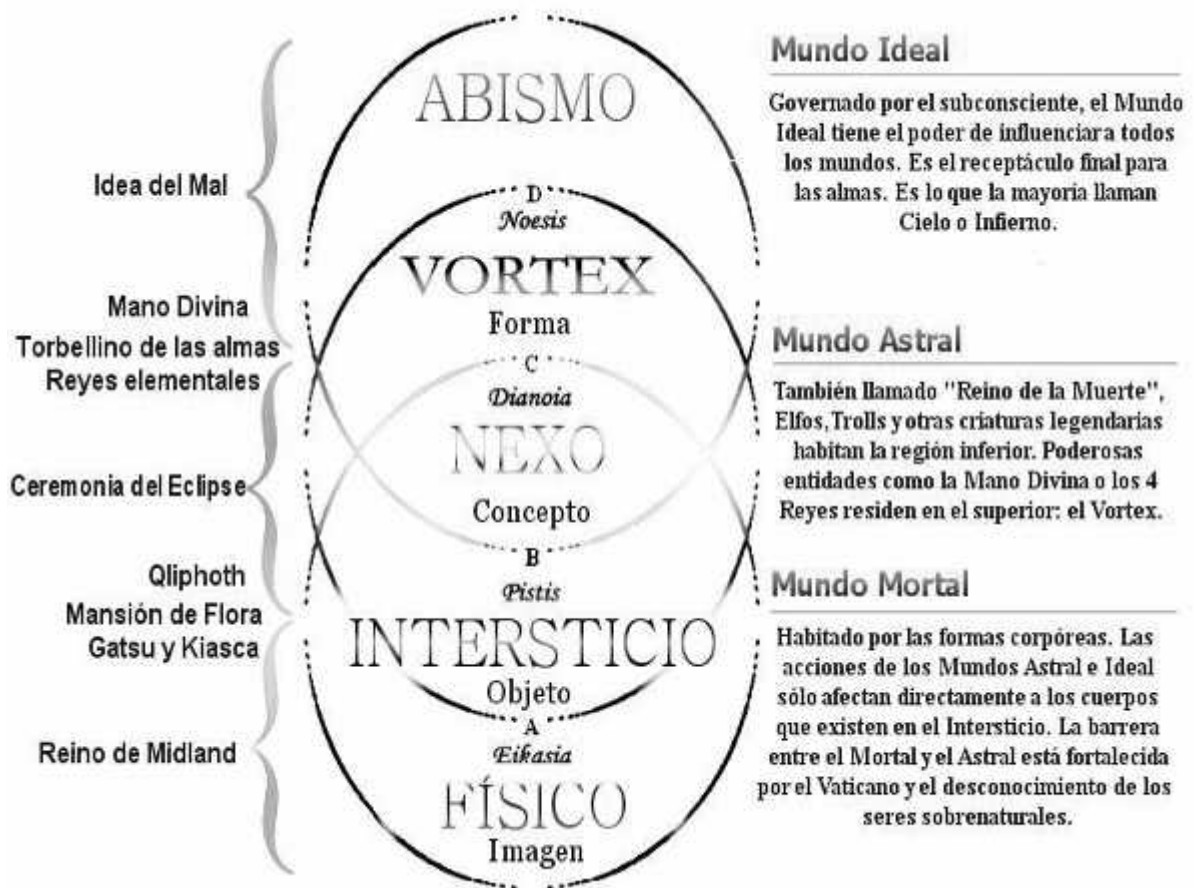 Idea del Mal
Mano Divina
Torbellino de las almas
Reyes elementales
Ceremonia del Eclipse
Qliphoth
Mansión de Flora
Gatsu y Kiasca
Reino de Midland
ABISMO
D
Noesis
VORTEX
Forma
C
Dianoia
NEXO
Concepto
B
Pistis
INTERSTICIO
Objeto
A
Eikasia
FÍSICO
Imagen
Mundo Ideal
Governado por el subconsciente, el Mundo
Ideal tiene el poder de influenciara todos
los mundos. Es el receptáculo final para
las almas. Es lo que la mayoría llaman
Cielo o Infierno.
Mundo Astral
También llamado "Reino de la Muerte",
Elfos, Trolls y otras criaturas legendarias
habitan la región inferior. Poderosas
entidades como la Mano Divina o los 4
Reyes residen en el superior: el Vortex.
Mundo Mortal
Habitado por las formas corpóreas. Las
acciones de los Mundos Astral e Ideal
sólo afectan directamente a los cuerpos
que existen en el Intersticio. La barrera
entre el Mortal y el Astral está fortalecida
por el Vaticano y el desconocimiento de los
seres sobrenaturales.